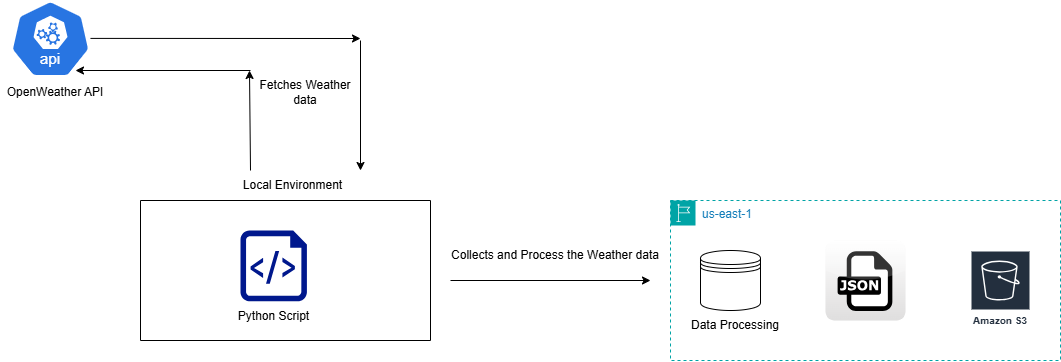 api
OpenWeather API
Fetches Weather
data
Local Environment
</>
Python Script
Collects and Process the Weather data
us-east-1
Data Processing
JSON
Amazon S3